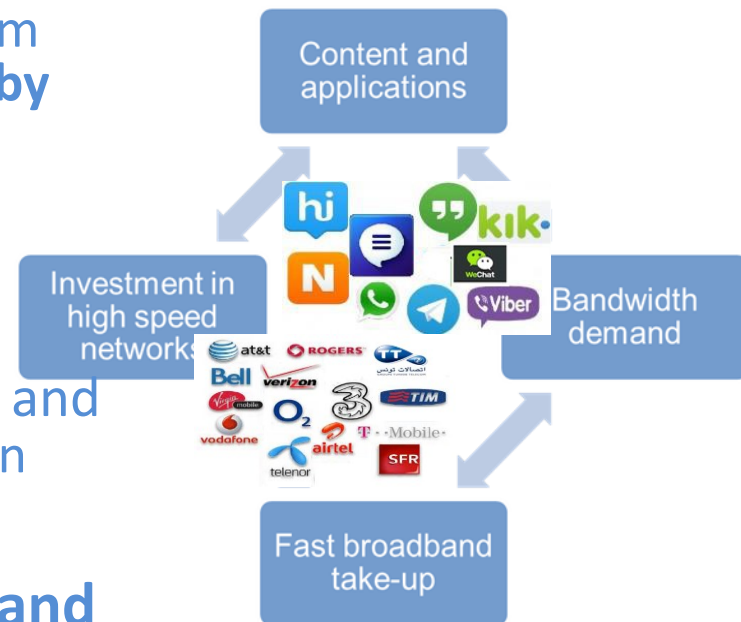 m
by
Content and
applications
hi
kik
N
WeChat
Viber
Investment in
high speed
networks
Bandwidth
demand
at&t
ROGERS
TT
اتصالات تونس
Bell
verizon
Virgin
mobile
O2
3
TIM
vodafone
airtel
T - -Mobile-
telenor
SFR
and
n
Fast broadband
take-up
and